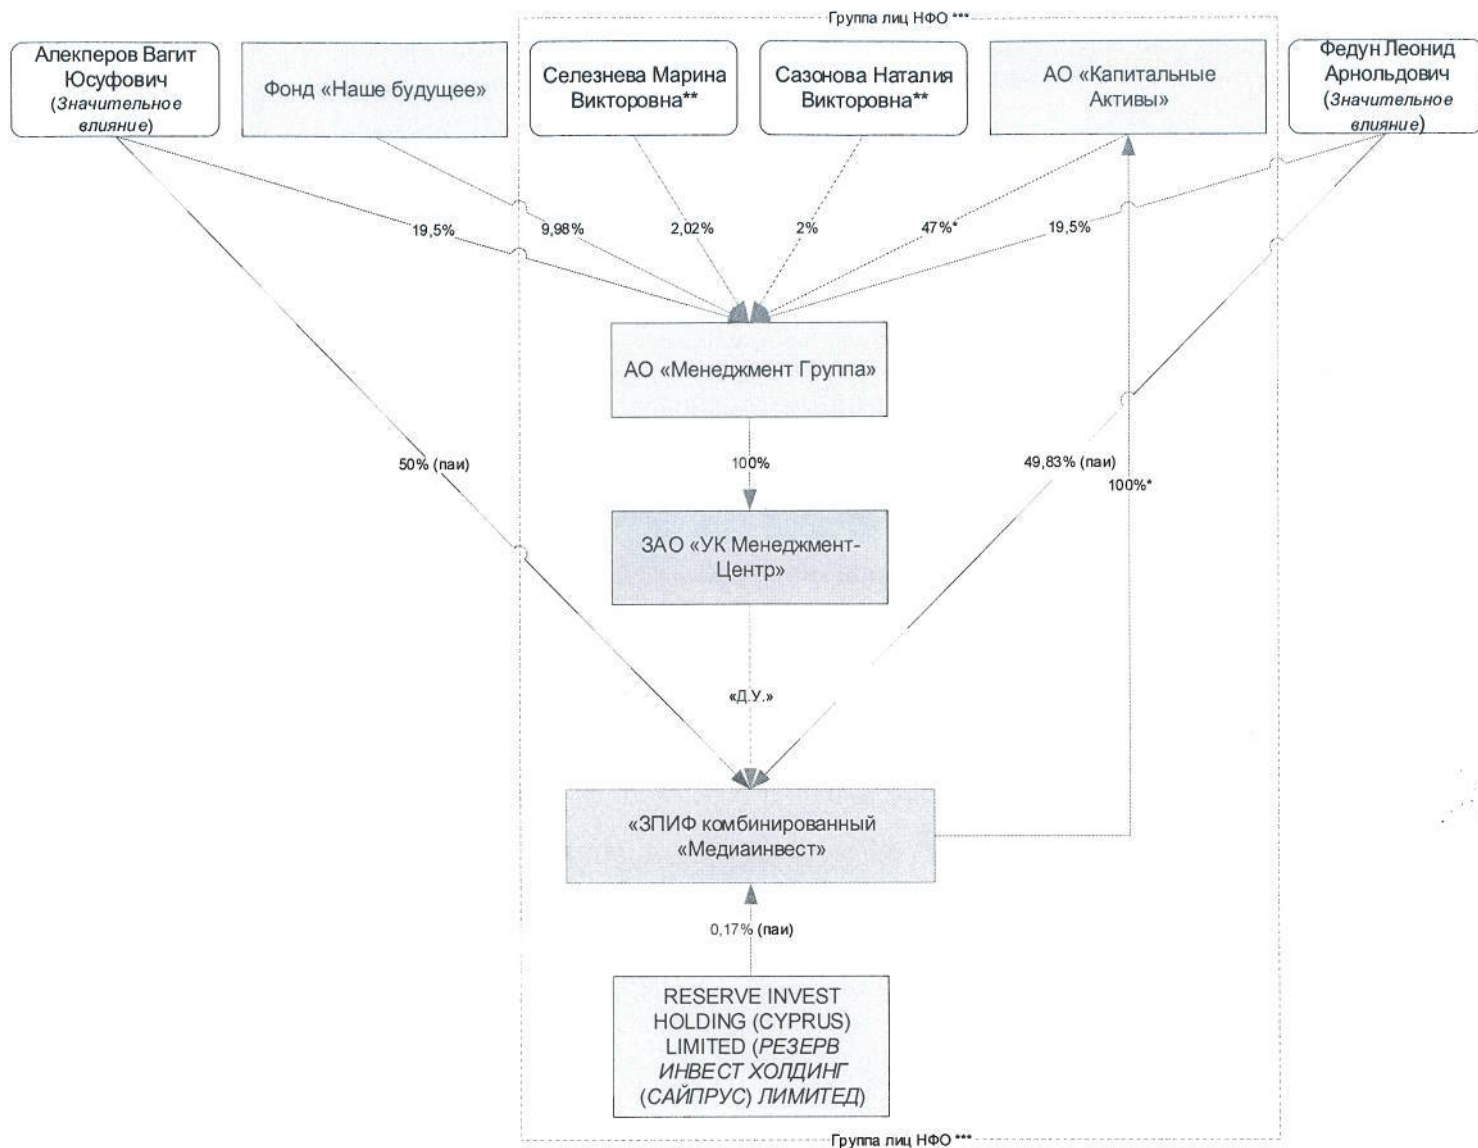 Группа лиц НФО ***
Алекперов Вагит
Юсуфович
(Значительное
влияние)
Фонд «Наше будущее»
Селезнева Марина
Викторовна**
Сазонова Наталия
Викторовна**
АО «Капитальные
Активы»
Федун Леонид
Арнольдович
(Значительное
влияние)
19,5%
9,98%
2,02%
2%
47%*
19,5%
АО «Менеджмент Группа»
50% (паи)
100%
49,83% (паи)
100%*
ЗАО «УК Менеджмент-
Центр»
«Д.У.»
«ЗПИФ комбинированный
«Медиаинвест»
0,17% (паи)
RESERVE INVEST
HOLDING (CYPRUS)
LIMITED (РЕЗЕРВ
ИНВЕСТ ХОЛДИНГ
(САЙПРУС) ЛИМИТЕД)
Группа лиц НФО ***